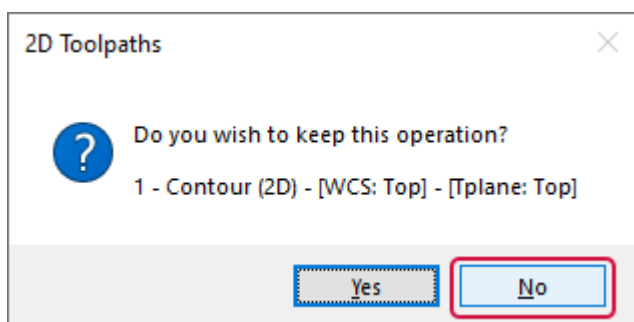 2D Toolpaths
Do you wish to keep this operation?
1 - Contour (2D) - [WCS: Top] - [Tplane: Top]
Yes
No